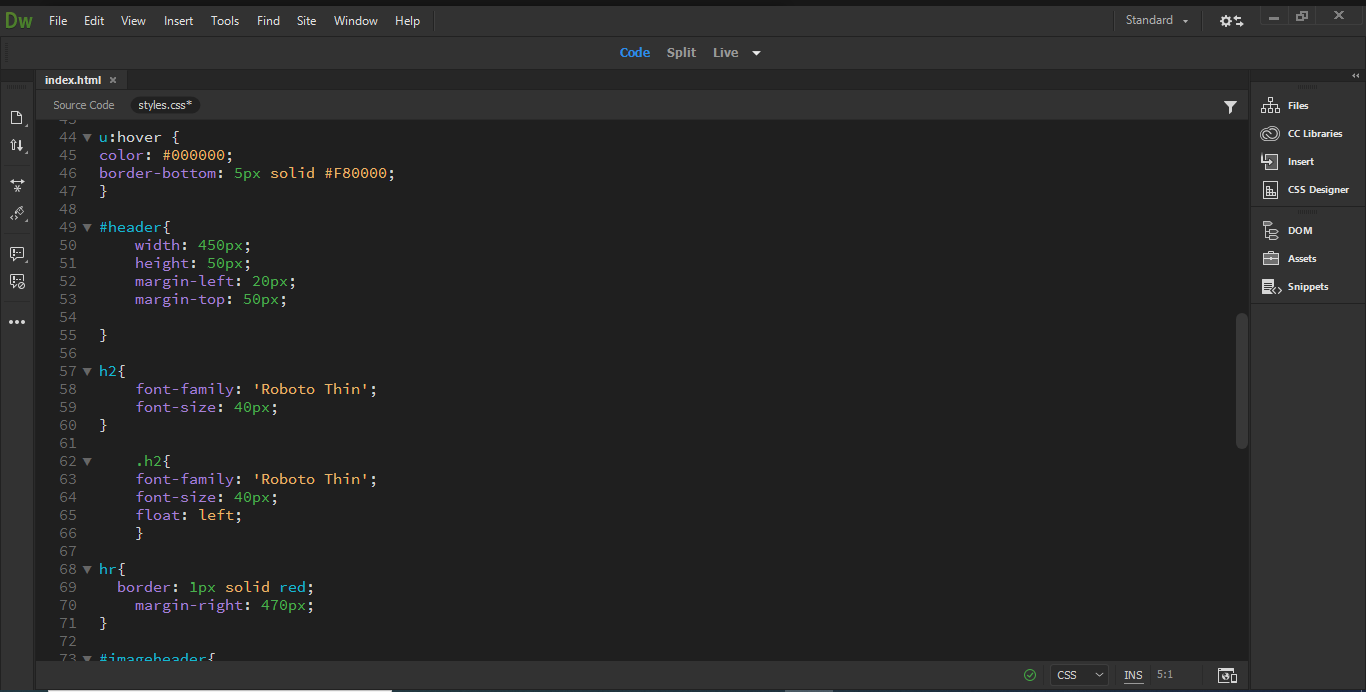 Dw File Edit View Insert Tools Find Site Window Help Standard
Code Split Live
index.html ×
Source Code styles.css*
43
44 u:hover {
45 color: #000000;
46 border-bottom: 5px solid #F80000;
47 }
48
49 #header{
50 width: 450px;
51 height: 50px;
52 margin-left: 20px;
53 margin-top: 50px;
54
55 }
56
57 h2{
58 font-family: 'Roboto Thin';
59 font-size: 40px;
60 }
61
62 .h2{
63 font-family: 'Roboto Thin';
64 font-size: 40px;
65 float: left;
66 }
67
68 hr{
69 border: 1px solid red;
70 margin-right: 470px;
71 }
72
73 #imageheader{
Files
CC Libraries
Insert
CSS Designer
DOM
Assets
Snippets
CSS INS 5:1